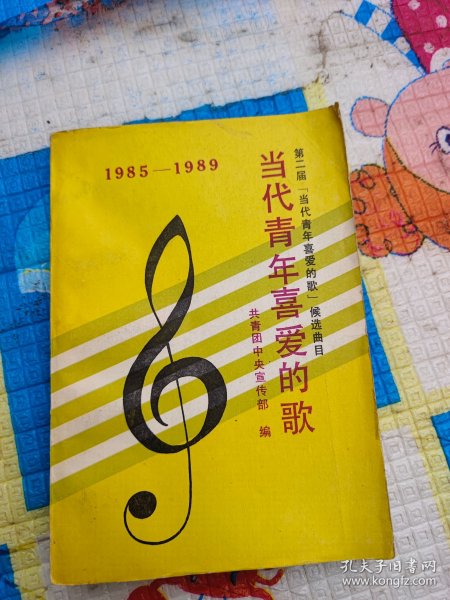 1985—1989
第二届「当代青年喜爱的歌」候选曲目
当代青年喜爱的歌
共青团中央宣传部 编
孔夫子旧书网
www.kongfz.com